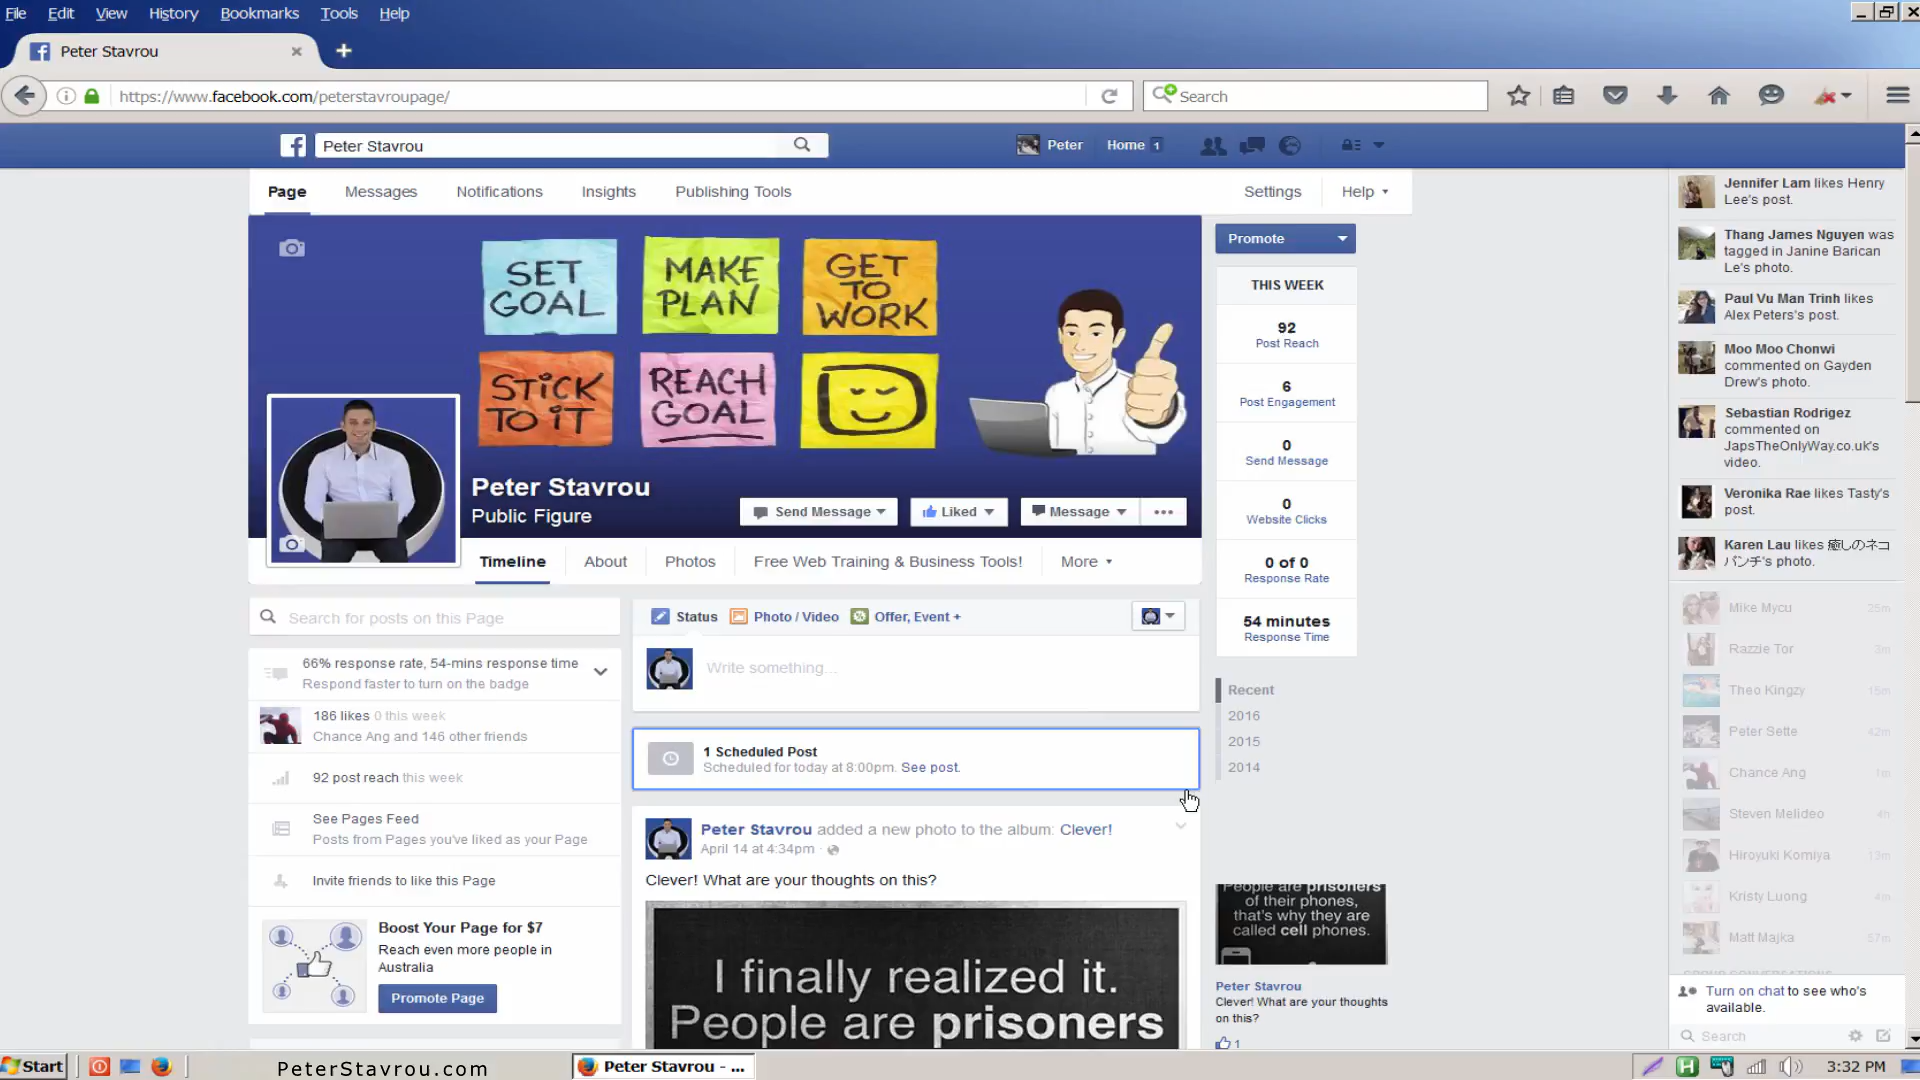 File Edit View History Bookmarks Tools Help
Peter Stavrou
https://www.facebook.com/peterstavroupage/
Search
Peter Stavrou
Peter Home 1
Page Messages Notifications Insights Publishing Tools Settings Help
SET GOAL
MAKE PLAN
GET TO WORK
STICK TO IT
REACH GOAL
Peter Stavrou
Public Figure
Send Message Liked Message
Timeline About Photos Free Web Training & Business Tools! More
Promote
THIS WEEK
92
Post Reach
6
Post Engagement
0
Send Message
0
Website Clicks
0 of 0
Response Rate
54 minutes
Response Time
Recent
2016
2015
2014
Search for posts on this Page
66% response rate, 54-mins response time
Respond faster to turn on the badge
186 likes 0 this week
Chance Ang and 146 other friends
92 post reach this week
See Pages Feed
Posts from Pages you've liked as your Page
Invite friends to like this Page
Boost Your Page for $7
Reach even more people in
Australia
Promote Page
Status Photo / Video Offer, Event +
Write something...
1 Scheduled Post
Scheduled for today at 8:00pm. See post.
Peter Stavrou added a new photo to the album: Clever!
April 14 at 4:34pm ·
Clever! What are your thoughts on this?
I finally realized it.
People are prisoners
People are prisoners
of their phones,
that's why they are
called cell phones.
Peter Stavrou
Clever! What are your thoughts
on this?
1
Jennifer Lam likes Henry
Lee's post.
Thang James Nguyen was
tagged in Janine Barican
Le's photo.
Paul Vu Man Trinh likes
Alex Peters's post.
Moo Moo Chonwi
commented on Gayden
Drew's photo.
Sebastian Rodrigez
commented on
JapsTheOnlyWay.co.uk's
video.
Veronika Rae likes Tasty's
post.
Karen Lau likes 癒しのネコ
パンチ's photo.
Mike Mycu 25m
Razzie Tor 3m
Theo Kingzy 15m
Peter Sette 42m
Chance Ang 1m
Steven Melideo 4h
Hiroyuki Komiya 13m
Kristy Luong 4m
Matt Majka 57m
GROUP CONVERSATIONS
Turn on chat to see who's
available.
Search
Start
PeterStavrou.com
Peter Stavrou - ...
3:32 PM